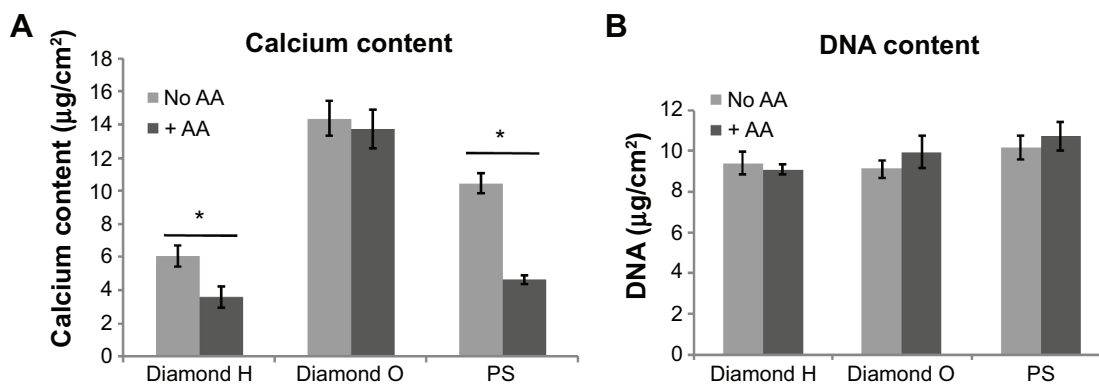 A
Calcium content
Calcium content (µg/cm²)
18
16
14
12
10
8
6
4
2
0
No AA
+ AA
*
*
Diamond H
Diamond O
PS
B
DNA content
DNA (µg/cm²)
12
10
8
6
4
2
0
No AA
+ AA
Diamond H
Diamond O
PS